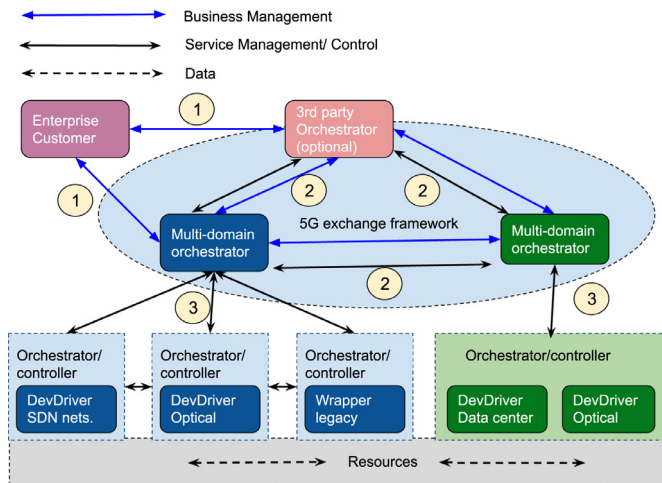 Business Management
Service Management/ Control
Data
1
Enterprise
Customer
3rd party
Orchestrator
(optional)
1
2
2
Multi-domain
orchestrator
5G exchange framework
Multi-domain
orchestrator
2
3
3
Orchestrator/
controller
DevDriver
SDN nets.
Orchestrator/
controller
DevDriver
Optical
Orchestrator/
controller
Wrapper
legacy
Orchestrator/controller
DevDriver
Data center
DevDriver
Optical
Resources